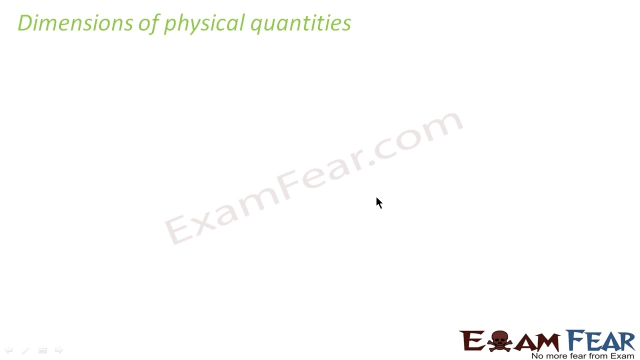 Dimensions of physical quantities
ExamFear.com
EXAM FEAR
No more fear from Exam